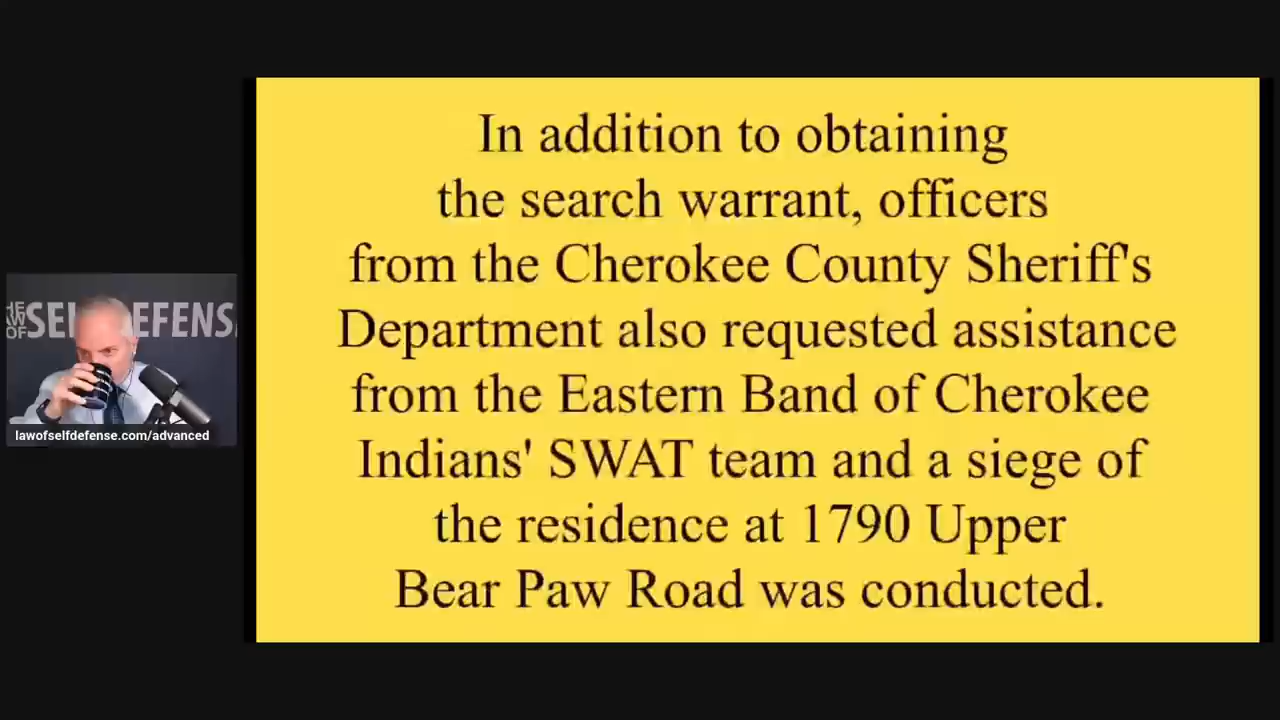 In addition to obtaining
the search warrant, officers
from the Cherokee County Sheriff's
Department also requested assistance
from the Eastern Band of Cherokee
Indians' SWAT team and a siege of
the residence at 1790 Upper
Bear Paw Road was conducted.
OF
lawofselfdefense.com/advanced